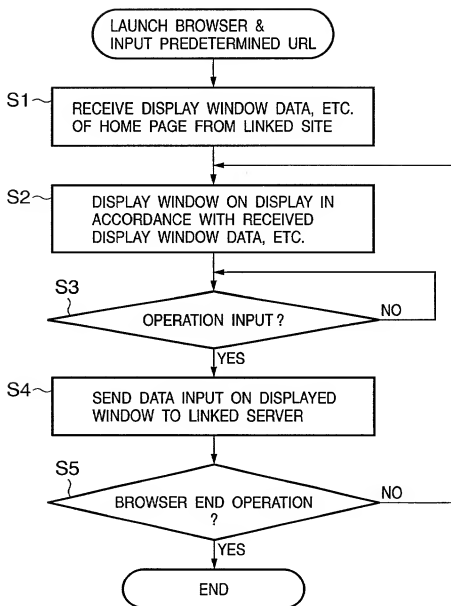 LAUNCH BROWSER &
INPUT PREDETERMINED URL
S1
RECEIVE DISPLAY WINDOW DATA, ETC.
OF HOME PAGE FROM LINKED SITE
S2
DISPLAY WINDOW ON DISPLAY IN
ACCORDANCE WITH RECEIVED
DISPLAY WINDOW DATA, ETC.
S3
OPERATION INPUT?
NO
YES
S4
SEND DATA INPUT ON DISPLAYED
WINDOW TO LINKED SERVER
S5
BROWSER END OPERATION
?
NO
YES
END